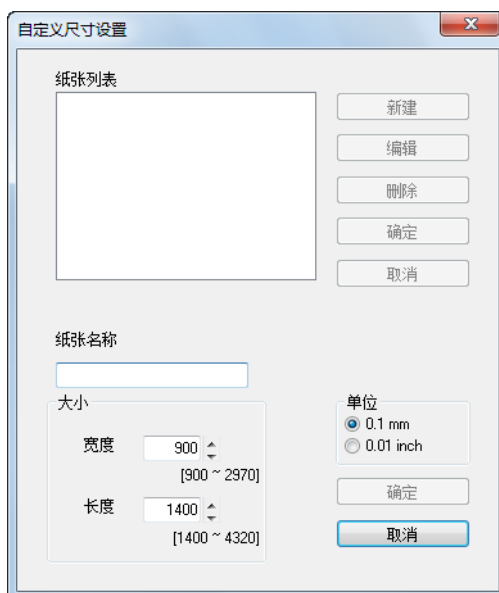 自定义尺寸设置
纸张列表
新建
编辑
删除
确定
取消
纸张名称
大小
宽度 900
[900 ~ 2970]
长度 1400
[1400 ~ 4320]
单位
0.1 mm
0.01 inch
确定
取消